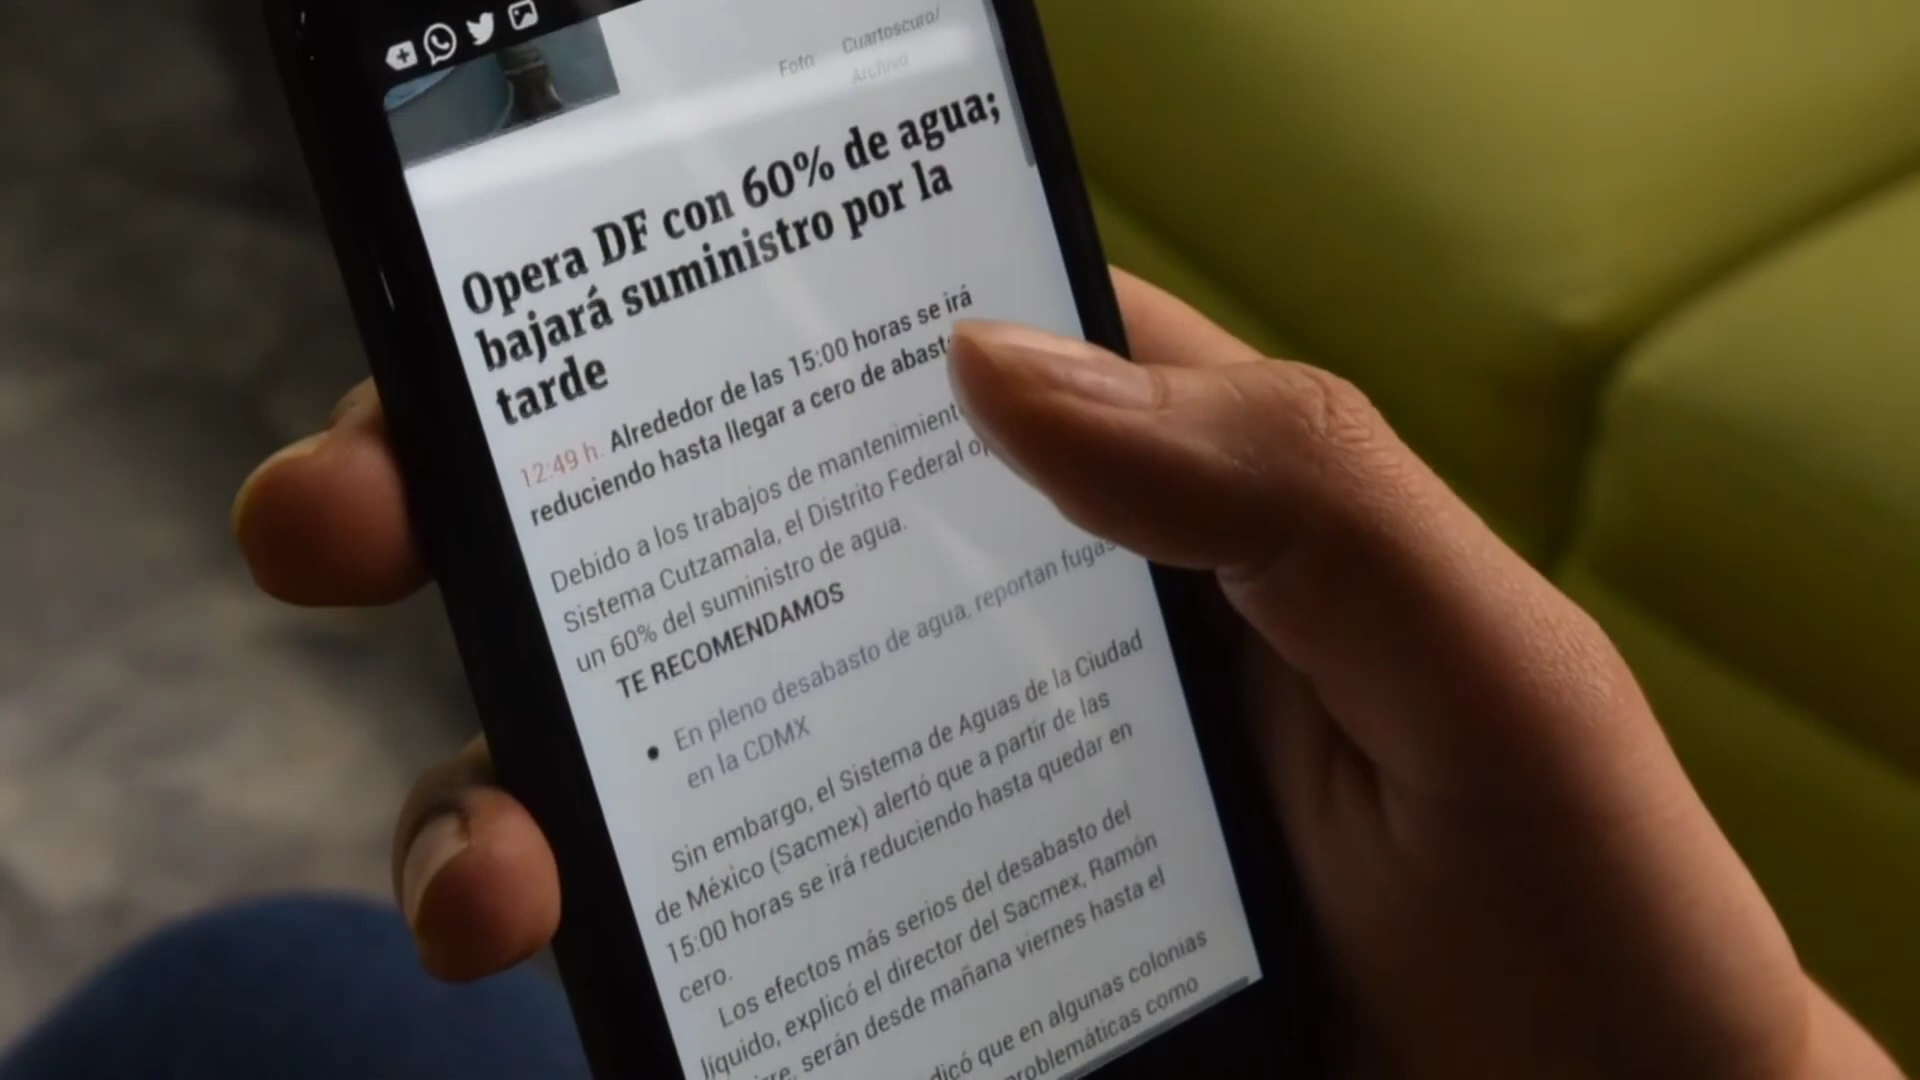 Foto Cuartoscuro/
Archivo
Opera DF con 60% de agua;
bajará suministro por la
tarde
12:49 h. Alrededor de las 15:00 horas se irá
reduciendo hasta llegar a cero de abast
Debido a los trabajos de mantenimient
Sistema Cutzamala, el Distrito Federal op
un 60% del suministro de agua.
TE RECOMENDAMOS
• En pleno desabasto de agua, reportan fugas
en la CDMX
Sin embargo, el Sistema de Aguas de la Ciudad
de México (Sacmex) alertó que a partir de las
15:00 horas se irá reduciendo hasta quedar en
cero.
Los efectos más serios del desabasto del
líquido, explicó el director del Sacmex, Ramón
serán desde mañana viernes hasta el
dicó que en algunas colonias
problemáticas como